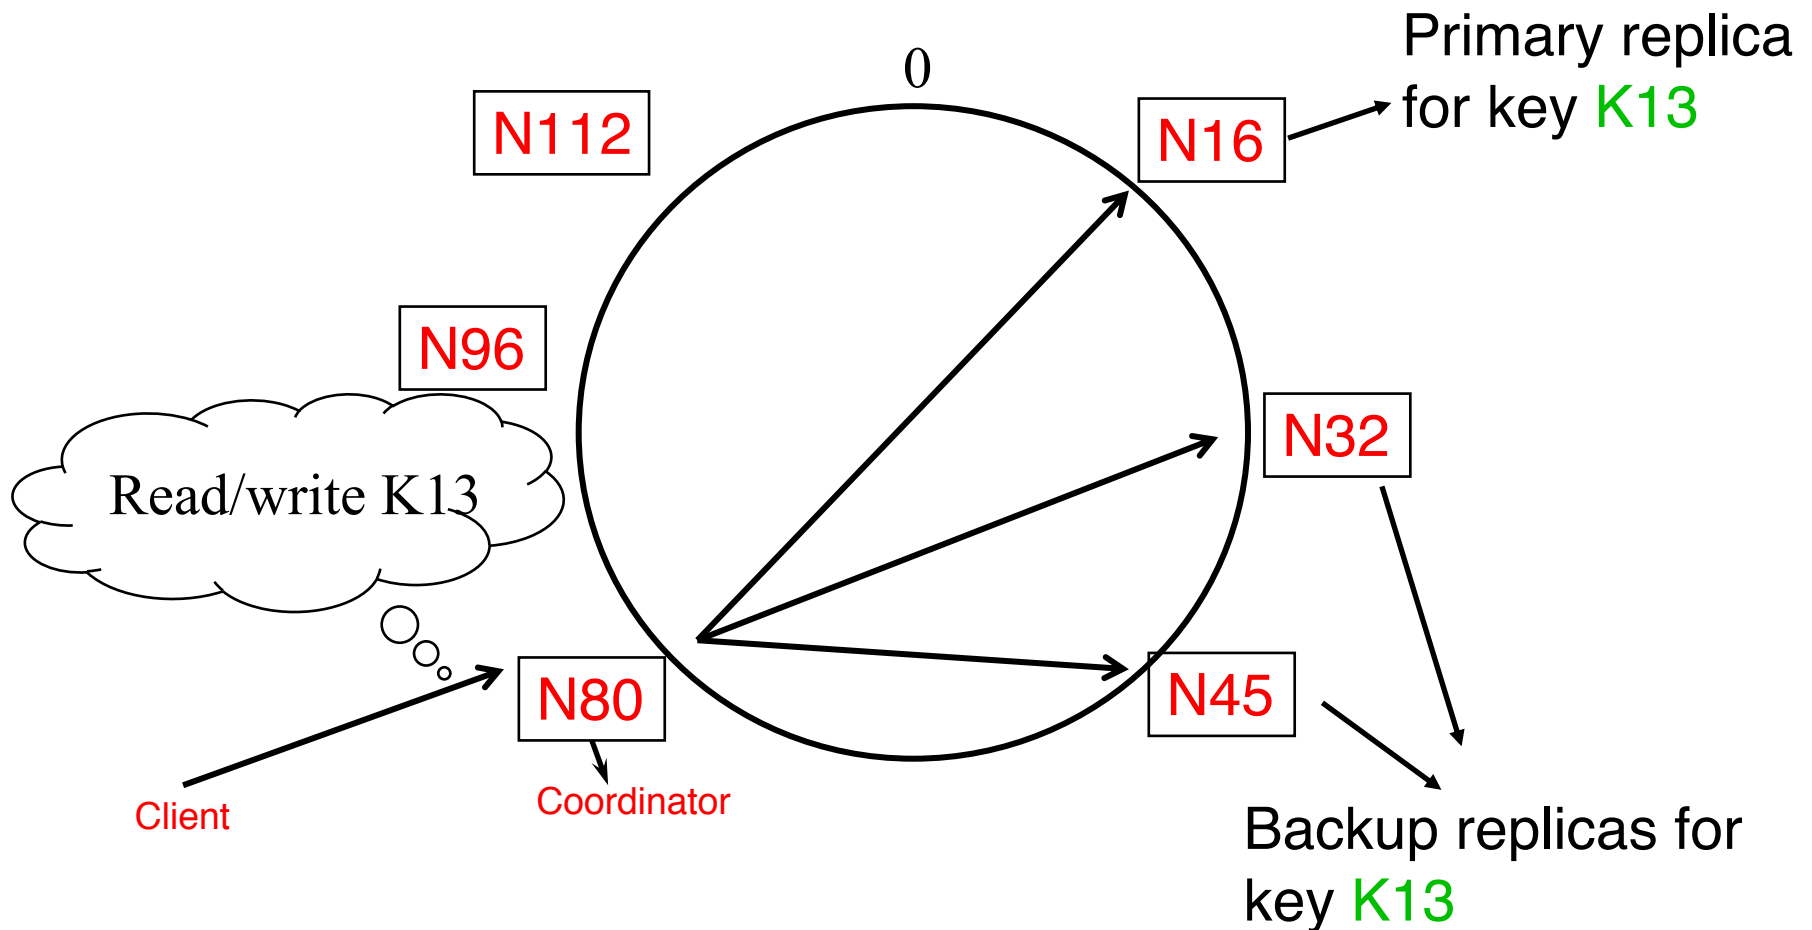 Primary replica
for key K13
0
N112
N16
N96
N32
Read/write K13
N80
N45
Client
Coordinator
Backup replicas for
key K13